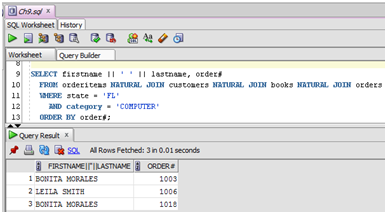 Ch9.sql
SQL Worksheet History
Worksheet Query Builder
8
9 SELECT firstname || ' ' || lastname, order#
10 FROM orderitems NATURAL JOIN customers NATURAL JOIN books NATURAL JOIN orders
11 WHERE state = 'FL'
12 AND category = 'COMPUTER'
13 ORDER BY order#;
Query Result
SQL All Rows Fetched: 3 in 0.01 seconds
FIRSTNAME||''||LASTNAME ORDER#
1 BONITA MORALES 1003
2 LEILA SMITH 1006
3 BONITA MORALES 1018